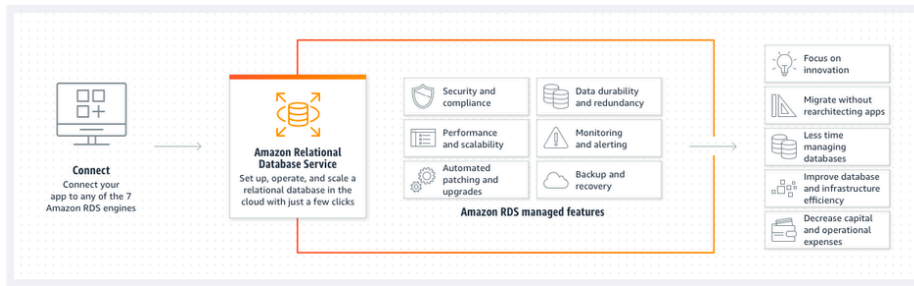 Connect
Connect your
app to any of the 7
Amazon RDS engines
Amazon Relational
Database Service
Set up, operate, and scale a
relational database in the
cloud with just a few clicks
Security and
compliance
Data durability
and redundancy
Performance
and scalability
Monitoring
and alerting
Automated
patching and
upgrades
Backup and
recovery
Amazon RDS managed features
Focus on
innovation
Migrate without
rearchitecting apps
Less time
managing
databases
Improve database
and infrastructure
efficiency
Decrease capital
and operational
expenses